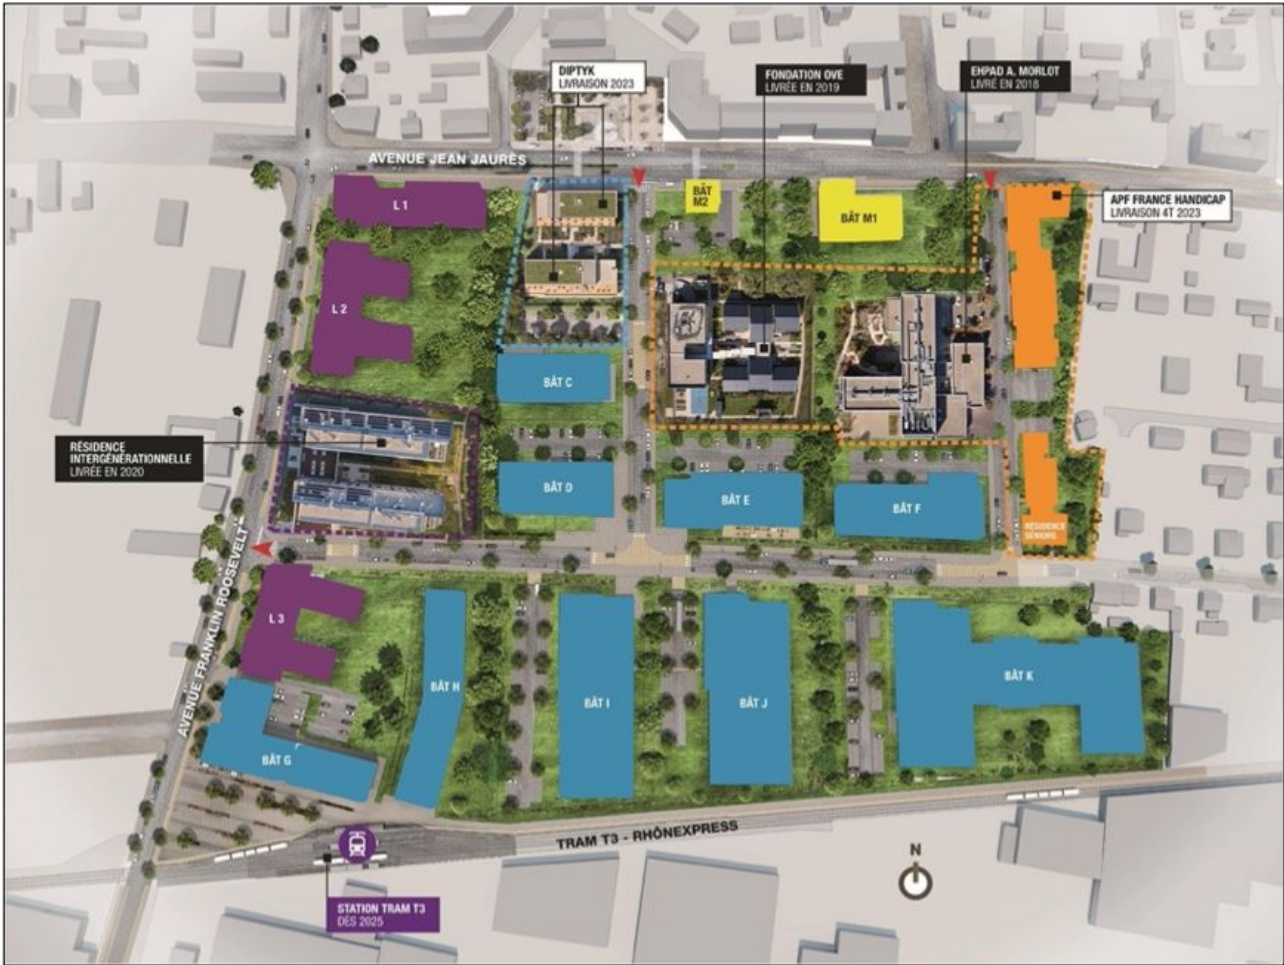 DIPTYK
LIVRAISON 2023
FONDATION OVE
LIVRÉE EN 2019
EHPAD A. MORLOT
LIVRÉ EN 2018
AVENUE JEAN JAURÈS
APF FRANCE HANDICAP
LIVRAISON 4T 2023
L 1
BÂT
M2
BÂT M1
L 2
BÂT C
RÉSIDENCE
INTERGÉNÉRATIONNELLE
LIVRÉE EN 2020
BÂT D
BÂT E
BÂT F
RÉSIDENCE
SÉNIORS
AVENUE FRANKLIN ROOSEVELT
L 3
BÂT H
BÂT I
BÂT J
BÂT K
BÂT G
TRAM T3 - RHÔNEXPRESS
N
STATION TRAM T3
DÈS 2025